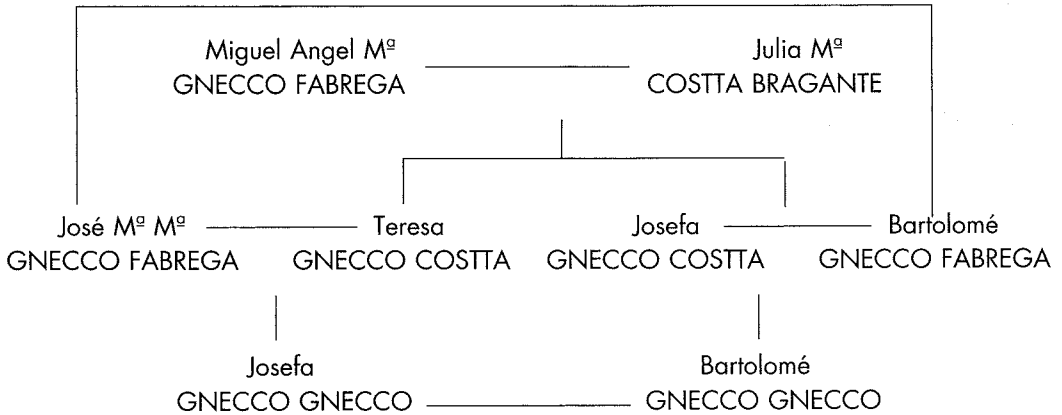 Miguel Angel Mª
GNECCO FABREGA
Julia Mª
COSTTA BRAGANTE
José Mª Mª
GNECCO FABREGA
Teresa
GNECCO COSTTA
Josefa
GNECCO COSTTA
Bartolomé
GNECCO FABREGA
Josefa
GNECCO GNECCO
Bartolomé
GNECCO GNECCO